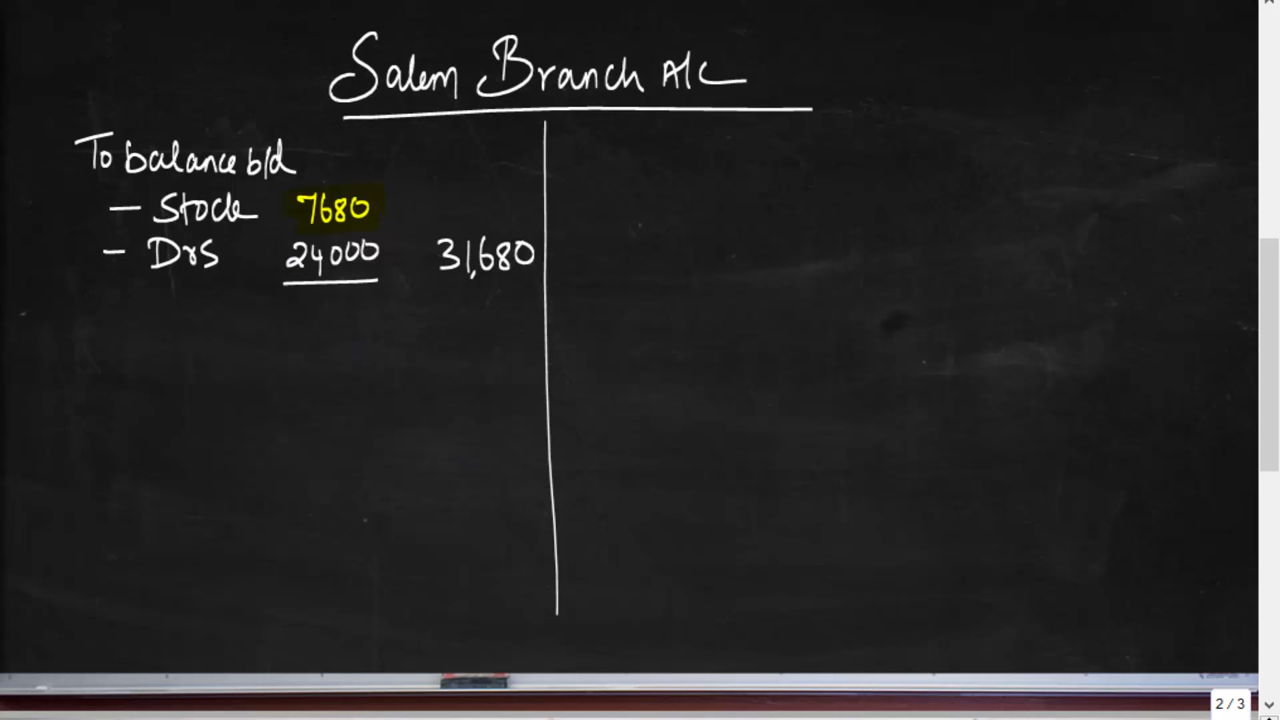 Salem Branch A/C
To balance b/d
- Stock 7680
- Drs 24000 31,680
2 / 3